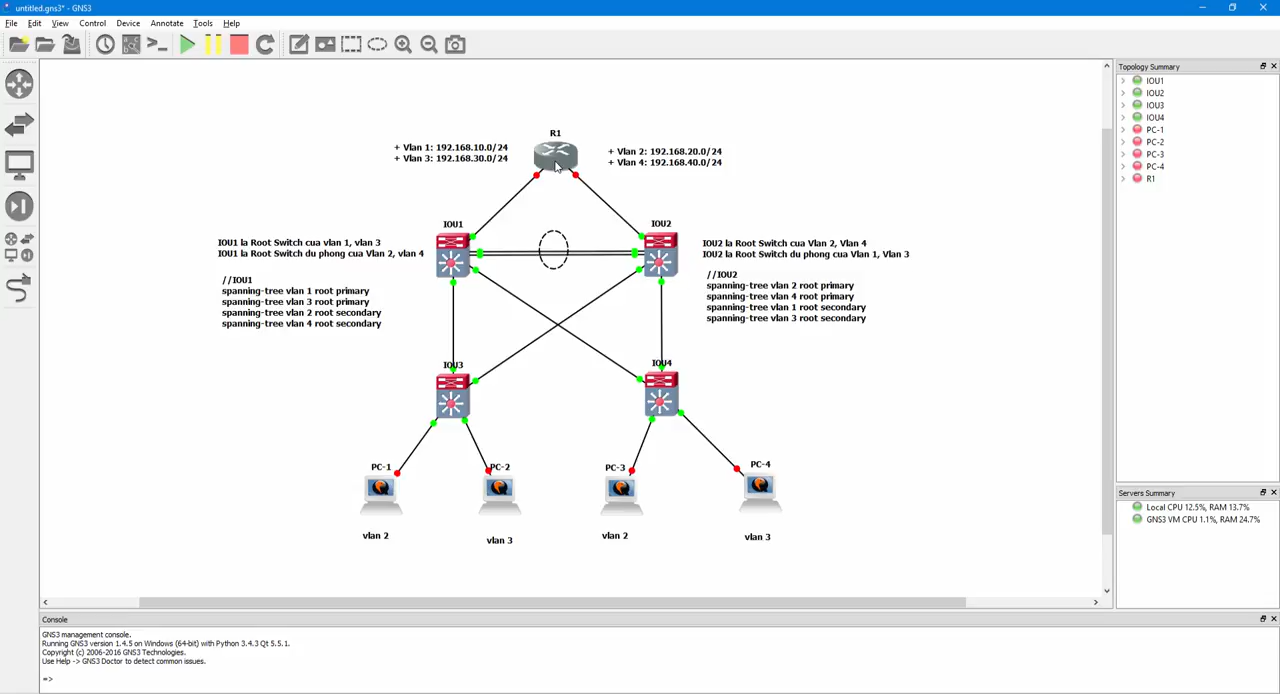 untitled.gns3* - GNS3
File Edit View Control Device Annotate Tools Help
Topology Summary
IOU1
IOU2
IOU3
IOU4
PC-1
PC-2
PC-3
PC-4
R1
R1
+ Vlan 1: 192.168.10.0/24
+ Vlan 3: 192.168.30.0/24
+ Vlan 2: 192.168.20.0/24
+ Vlan 4: 192.168.40.0/24
IOU1
IOU2
IOU1 la Root Switch cua vlan 1, vlan 3
IOU1 la Root Switch du phong cua Vlan 2, vlan 4
IOU2 la Root Switch cua Vlan 2, Vlan 4
IOU2 la Root Switch du phong cua Vlan 1, Vlan 3
//IOU1
spanning-tree vlan 1 root primary
spanning-tree vlan 3 root primary
spanning-tree vlan 2 root secondary
spanning-tree vlan 4 root secondary
//IOU2
spanning-tree vlan 2 root primary
spanning-tree vlan 4 root primary
spanning-tree vlan 1 root secondary
spanning-tree vlan 3 root secondary
IOU3
IOU4
PC-1
PC-2
PC-3
PC-4
vlan 2
vlan 3
vlan 2
vlan 3
Servers Summary
Local CPU 12.5%, RAM 13.7%
GNS3 VM CPU 1.1%, RAM 24.7%
Console
GNS3 management console.
Running GNS3 version 1.4.5 on Windows (64-bit) with Python 3.4.3 Qt 5.5.1.
Copyright (c) 2006-2016 GNS3 Technologies.
Use Help -> GNS3 Doctor to detect common issues.
=>